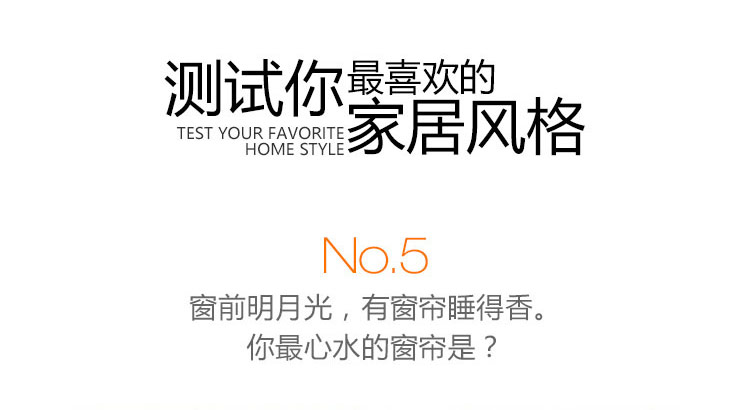 测试你最喜欢的
家居风格
TEST YOUR FAVORITE
HOME STYLE
No.5
窗前明月光，有窗帘睡得香。
你最心水的窗帘是？